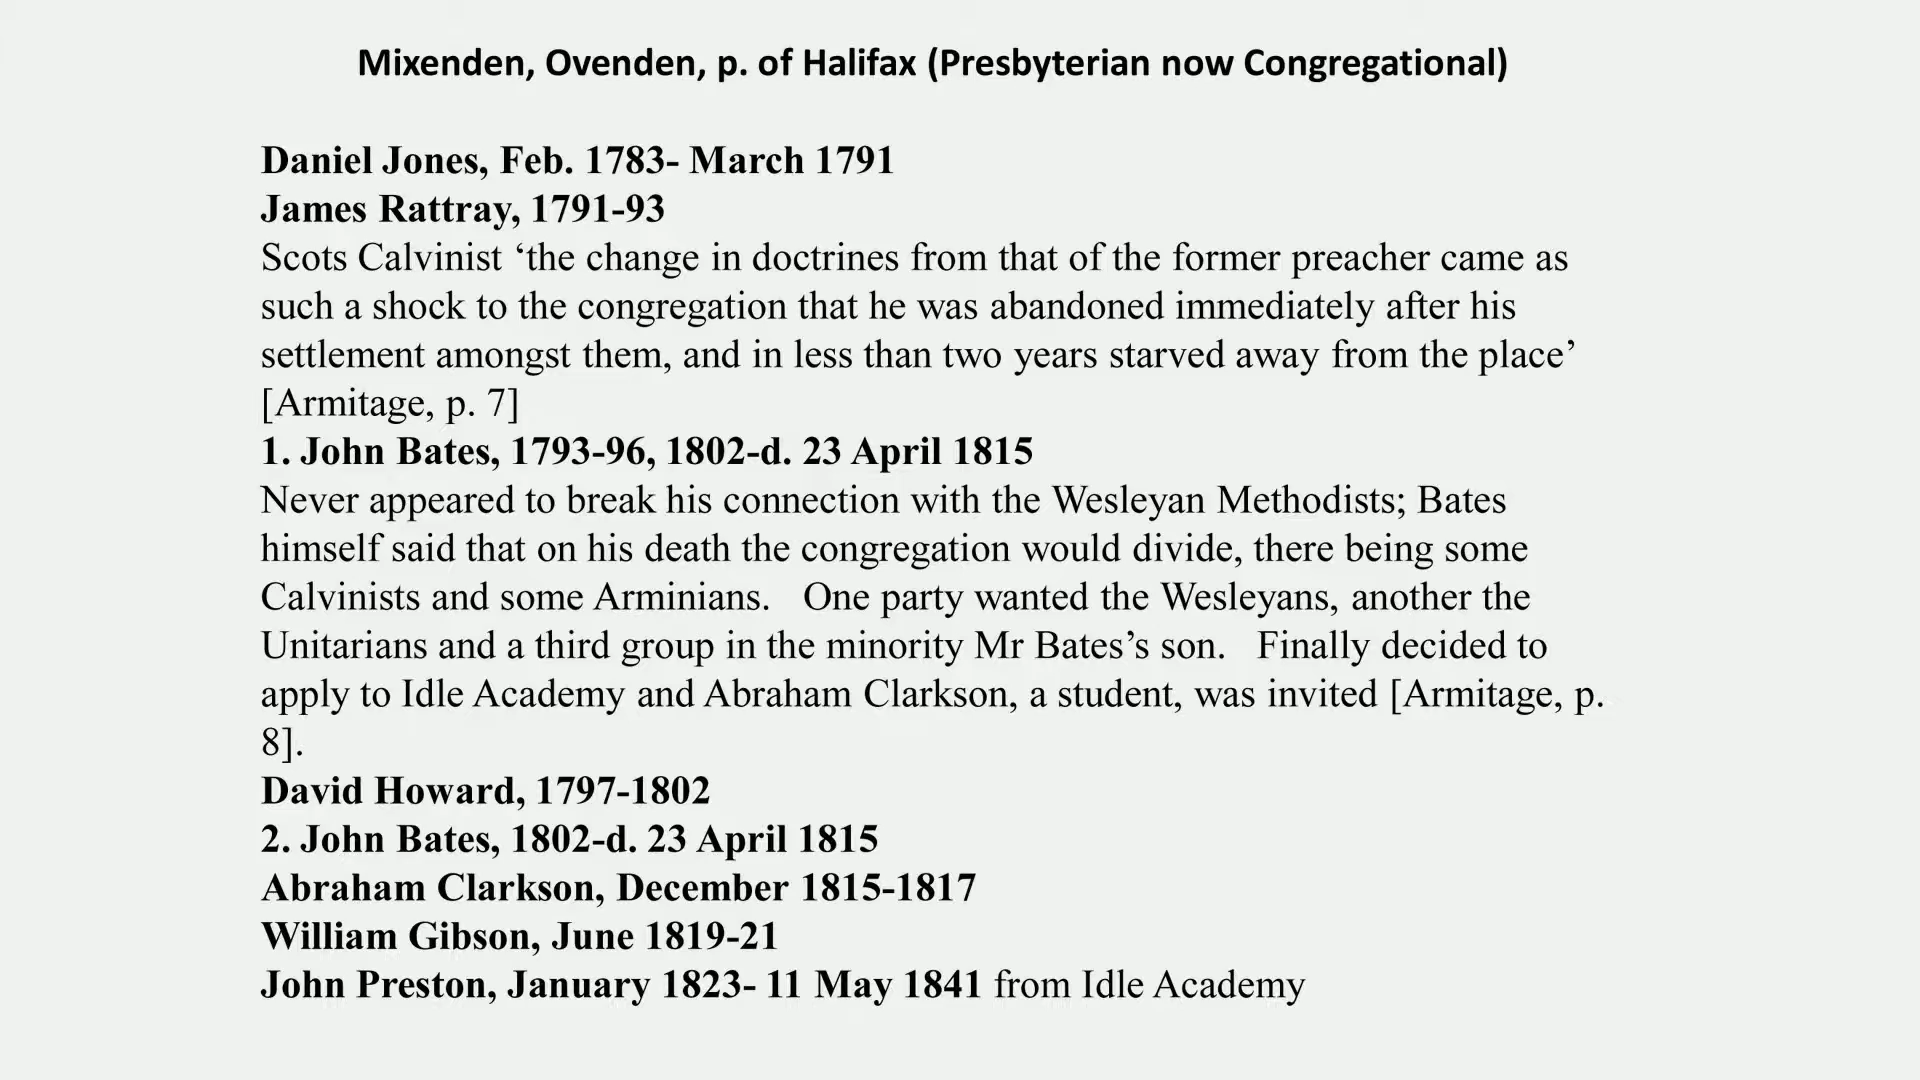 Mixenden, Ovenden, p. of Halifax (Presbyterian now Congregational)
Daniel Jones, Feb. 1783- March 1791
James Rattray, 1791-93
Scots Calvinist ‘the change in doctrines from that of the former preacher came as
such a shock to the congregation that he was abandoned immediately after his
settlement amongst them, and in less than two years starved away from the place’
[Armitage, p. 7]
1. John Bates, 1793-96, 1802-d. 23 April 1815
Never appeared to break his connection with the Wesleyan Methodists; Bates
himself said that on his death the congregation would divide, there being some
Calvinists and some Arminians.   One party wanted the Wesleyans, another the
Unitarians and a third group in the minority Mr Bates’s son.   Finally decided to
apply to Idle Academy and Abraham Clarkson, a student, was invited [Armitage, p.
8].
David Howard, 1797-1802
2. John Bates, 1802-d. 23 April 1815
Abraham Clarkson, December 1815-1817
William Gibson, June 1819-21
John Preston, January 1823- 11 May 1841 from Idle Academy